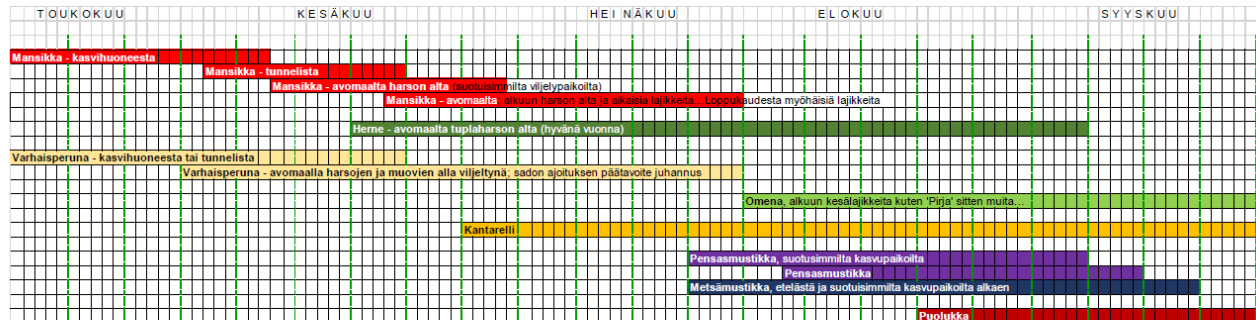 TOUKOKUU KESÄKUU HEINÄKUU ELOKUU SYYSKUU
Mansikka - kasvihuoneesta
Mansikka - tunnelista
Mansikka - avomaalta harson alta (suotuisimmilta viljelypaikoilta)
Mansikka - avomaalta alkuun harson alta ja aikaisia lajikkeita...Loppukaudesta myöhäisiä lajikkeita
Herne - avomaalta tuplaharson alta (hyvänä vuonna)
Varhaisperuna - kasvihuoneesta tai tunnelista
Varhaisperuna - avomaalla harsojen ja muovien alla viljeltynä; sadon ajoituksen päätavoite juhannus
Omena, alkuun kesälajikkeita kuten 'Pirja' sitten muita...
Kantarelli
Pensasmustikka, suotusimmilta kasvupaikoilta
Pensasmustikka
Metsämustikka, etelästä ja suotuisimmilta kasvupaikoilta alkaen
Puolukka